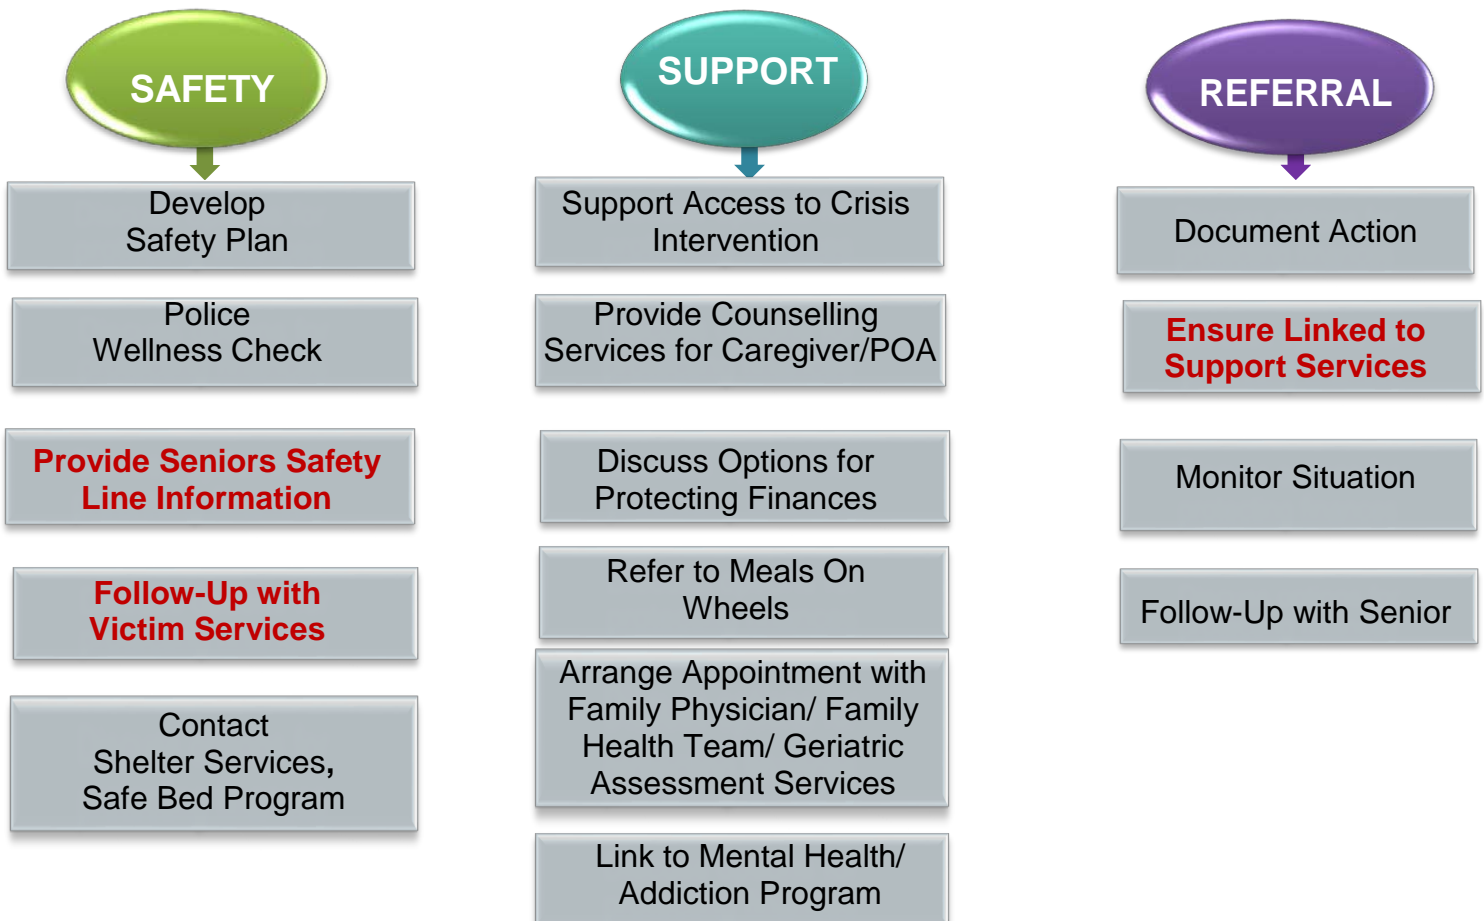 SAFETY
Develop
Safety Plan
Police
Wellness Check
Provide Seniors Safety
Line Information
Follow-Up with
Victim Services
Contact
Shelter Services,
Safe Bed Program
SUPPORT
Support Access to Crisis
Intervention
Provide Counselling
Services for Caregiver/POA
Discuss Options for
Protecting Finances
Refer to Meals On
Wheels
Arrange Appointment with
Family Physician/ Family
Health Team/ Geriatric
Assessment Services
Link to Mental Health/
Addiction Program
REFERRAL
Document Action
Ensure Linked to
Support Services
Monitor Situation
Follow-Up with Senior